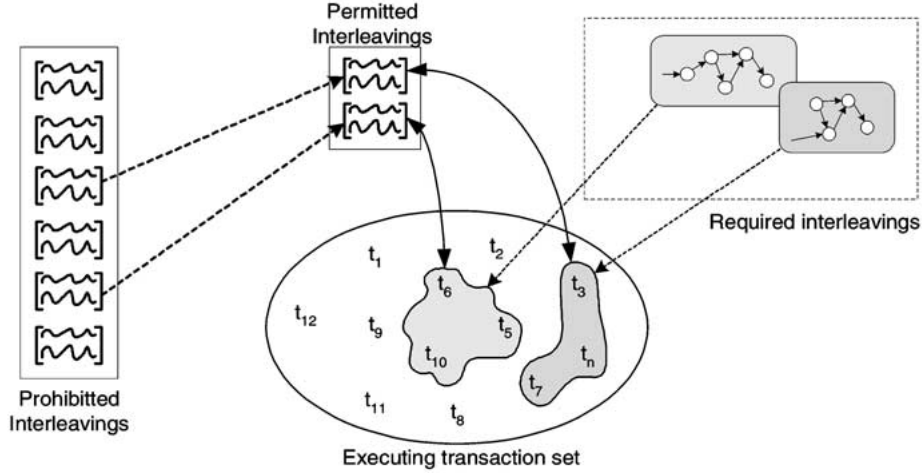 Permitted
Interleavings
Required interleavings
t1
t2
t6
t3
t12
t9
t5
t10
tn
t7
t11
t8
Prohibitted
Interleavings
Executing transaction set